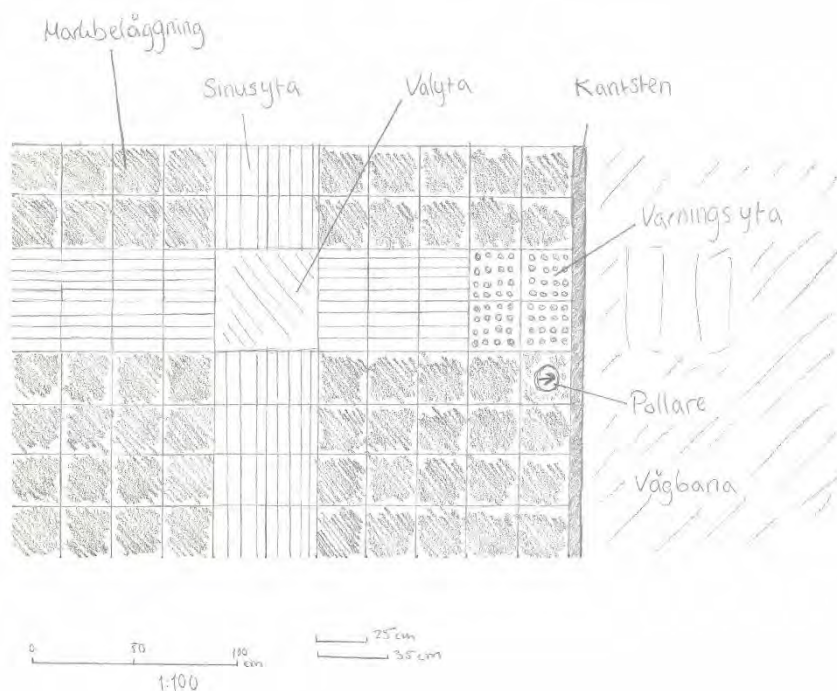 Markbeläggning
Sinusyta
Valyta
Kantsten
Varningsyta
Pollare
Vägbana
0 50 100 cm
1:100
25 cm
35 cm